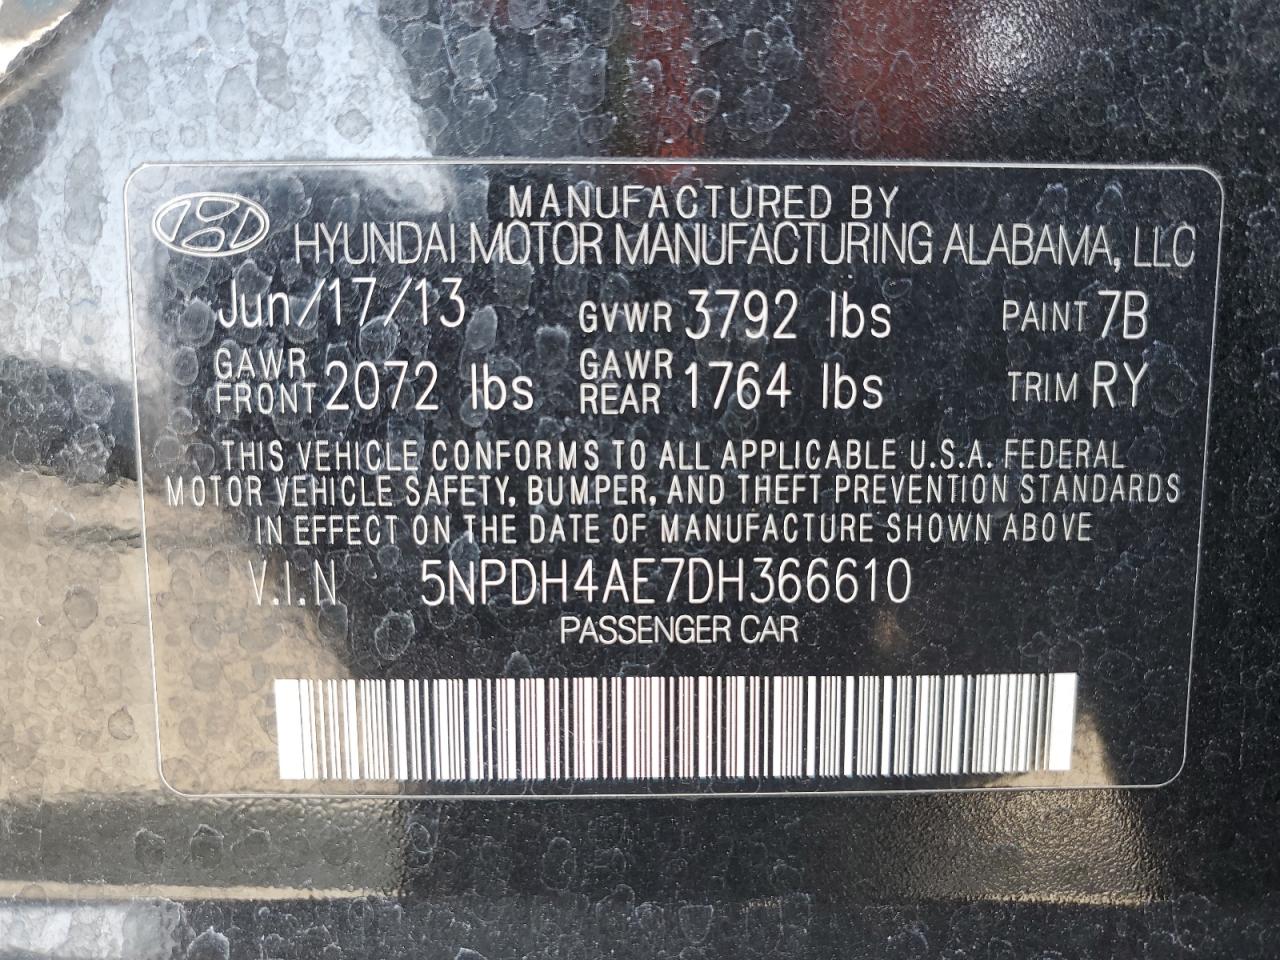 MANUFACTURED BY
HYUNDAI MOTOR MANUFACTURING ALABAMA, LLC
Jun/17/13 GVWR 3792 lbs PAINT 7B
GAWR FRONT 2072 lbs GAWR REAR 1764 lbs TRIM RY
THIS VEHICLE CONFORMS TO ALL APPLICABLE U.S.A. FEDERAL
MOTOR VEHICLE SAFETY, BUMPER, AND THEFT PREVENTION STANDARDS
IN EFFECT ON THE DATE OF MANUFACTURE SHOWN ABOVE
V.I.N 5NPDH4AE7DH366610
PASSENGER CAR